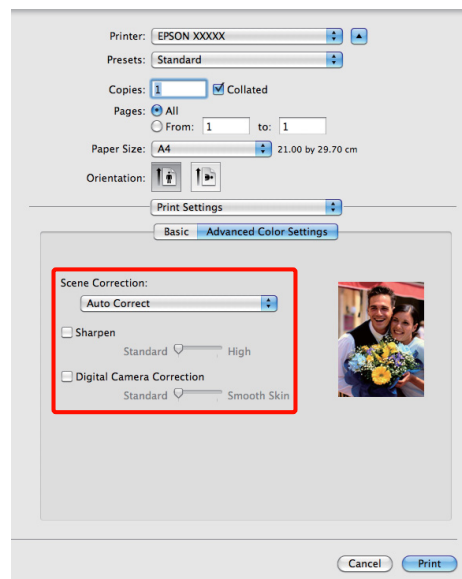 Printer: EPSON XXXXX
Presets: Standard
Copies: 1 Collated
Pages: All
From: 1 to: 1
Paper Size: A4 21.00 by 29.70 cm
Orientation:
Print Settings
Basic Advanced Color Settings
Scene Correction:
Auto Correct
Sharpen
Standard High
Digital Camera Correction
Standard Smooth Skin
Cancel Print